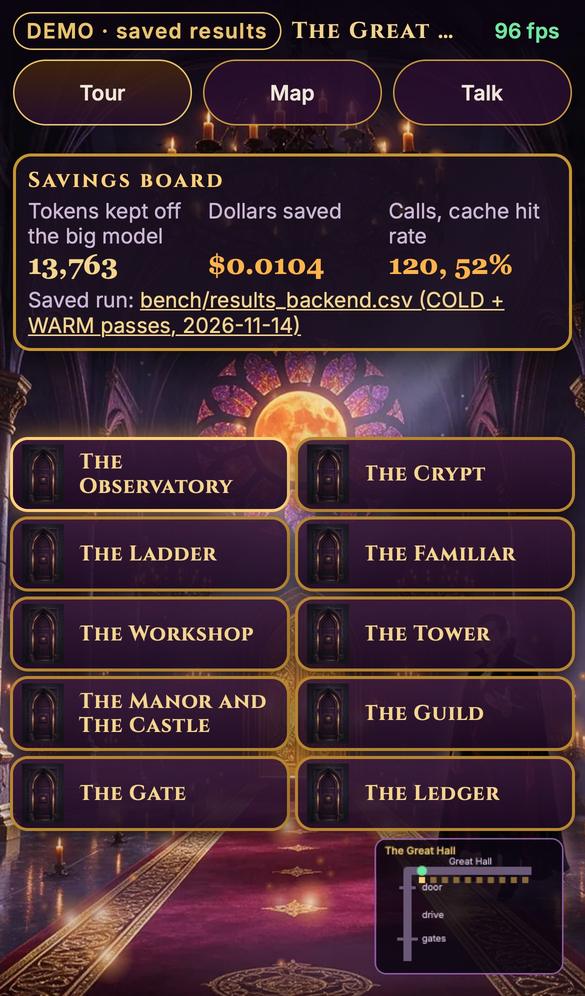 DEMO · saved results
The Great ...
96 fps
Tour
Map
Talk
Savings board
Tokens kept off the big model
Dollars saved
Calls, cache hit rate
13,763
$0.0104
120, 52%
Saved run: bench/results_backend.csv (COLD +
WARM passes, 2026-11-14)
The Observatory
The Crypt
The Ladder
The Familiar
The Workshop
The Tower
The Manor and
The Castle
The Guild
The Gate
The Ledger
The Great Hall
Great Hall
door
drive
gates